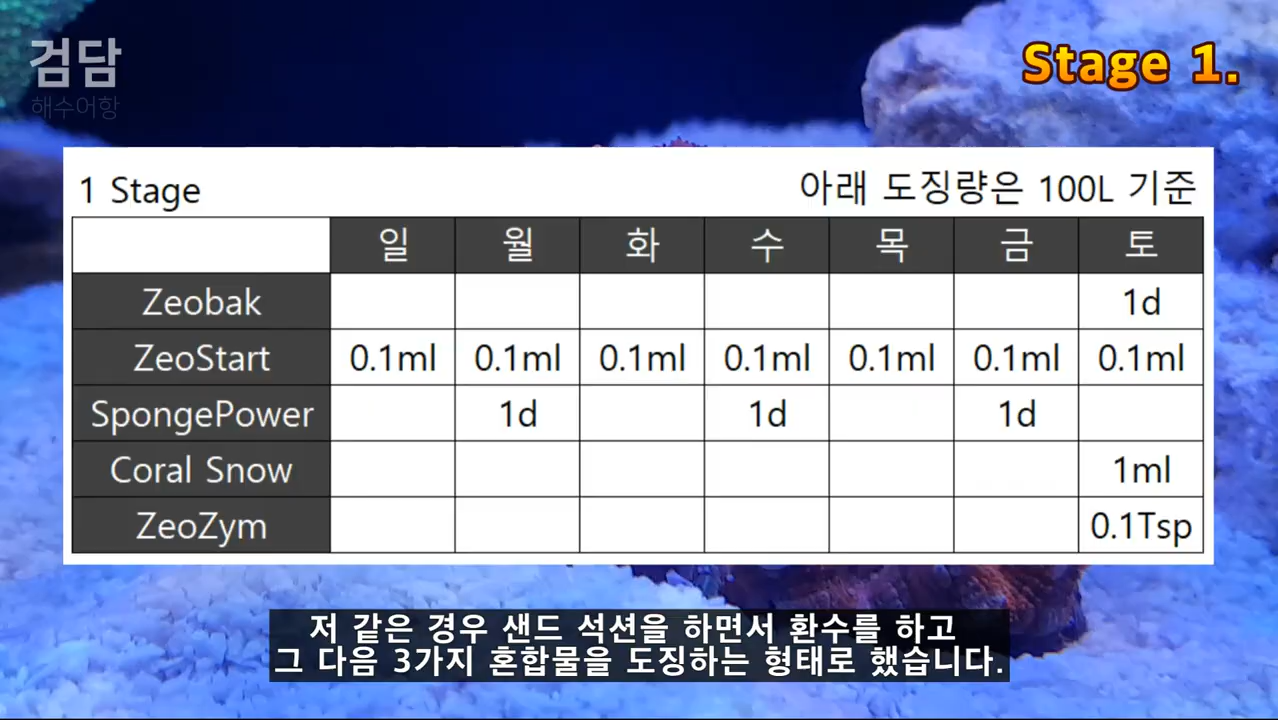 검담
해수어항
Stage 1.
1 Stage 아래 도징량은 100L 기준
일 월 화 수 목 금 토
Zeobak 1d
ZeoStart 0.1ml 0.1ml 0.1ml 0.1ml 0.1ml 0.1ml 0.1ml
SpongePower 1d 1d 1d
Coral Snow 1ml
ZeoZym 0.1Tsp
저 같은 경우 샌드 석션을 하면서 환수를 하고
그 다음 3가지 혼합물을 도징하는 형태로 했습니다.